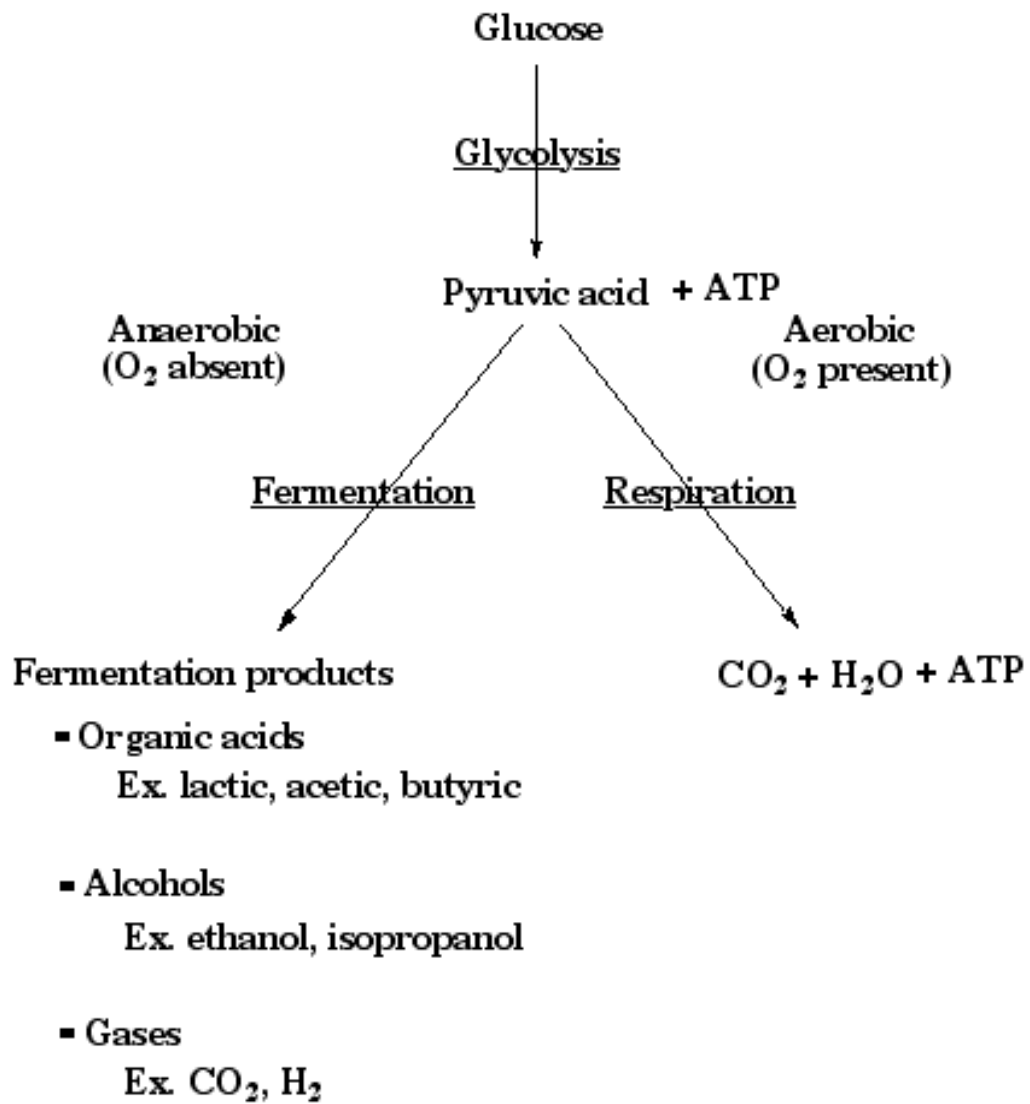 Glucose
Glycolysis
Pyruvic acid + ATP
Anaerobic
(O₂ absent)
Aerobic
(O₂ present)
Fermentation
Respiration
Fermentation products
CO₂ + H₂O + ATP
- Organic acids
Ex. lactic, acetic, butyric
- Alcohols
Ex. ethanol, isopropanol
- Gases
Ex. CO₂, H₂